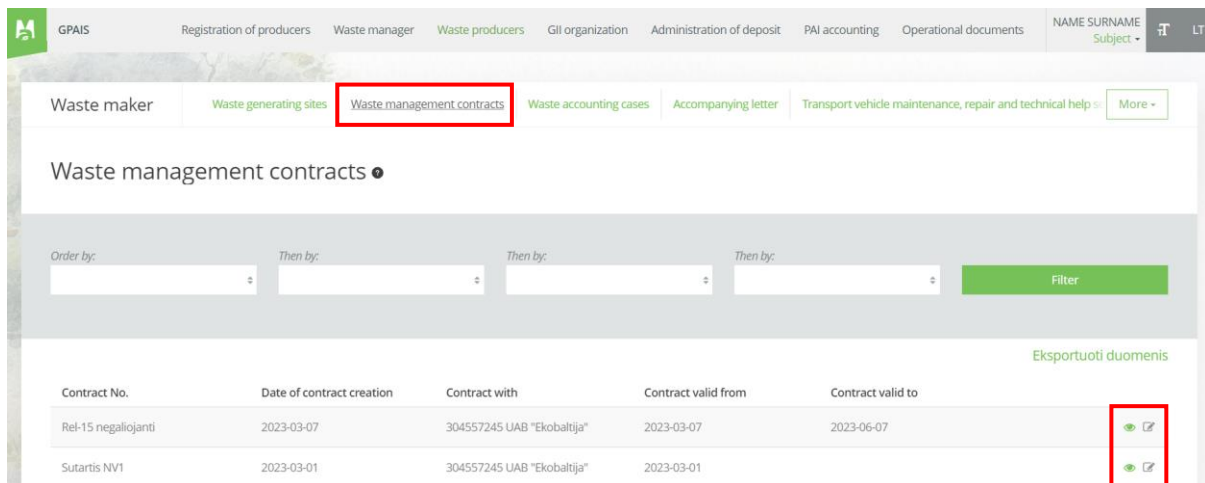 GPAIS Registration of producers Waste manager Waste producers GII organization Administration of deposit PAI accounting Operational documents NAME SURNAME LT
Subject
Waste maker Waste generating sites Waste management contracts Waste accounting cases Accompanying letter Transport vehicle maintenance, repair and technical help More
Waste management contracts
Order by: Then by: Then by: Then by:
Filter
Eksportuoti duomenis
Contract No. Date of contract creation Contract with Contract valid from Contract valid to
Rel-15 negaliojanti 2023-03-07 304557245 UAB "Ekobaltija" 2023-03-07 2023-06-07
Sutartis NV1 2023-03-01 304557245 UAB "Ekobaltija" 2023-03-01